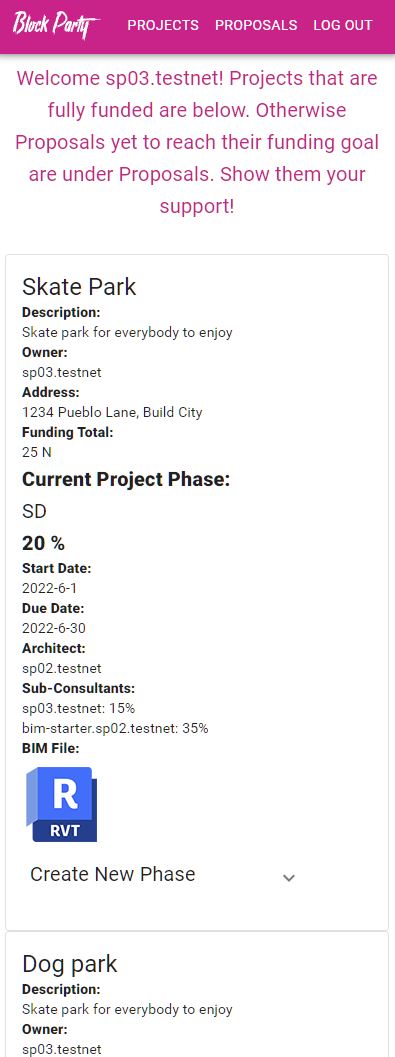 Block Party PROJECTS PROPOSALS LOG OUT
Welcome sp03.testnet! Projects that are
fully funded are below. Otherwise
Proposals yet to reach their funding goal
are under Proposals. Show them your
support!
Skate Park
Description:
Skate park for everybody to enjoy
Owner:
sp03.testnet
Address:
1234 Pueblo Lane, Build City
Funding Total:
25 N
Current Project Phase:
SD
20 %
Start Date:
2022-6-1
Due Date:
2022-6-30
Architect:
sp02.testnet
Sub-Consultants:
sp03.testnet: 15%
bim-starter.sp02.testnet: 35%
BIM File:
R
RVT
Create New Phase
Dog park
Description:
Skate park for everybody to enjoy
Owner:
sp03.testnet